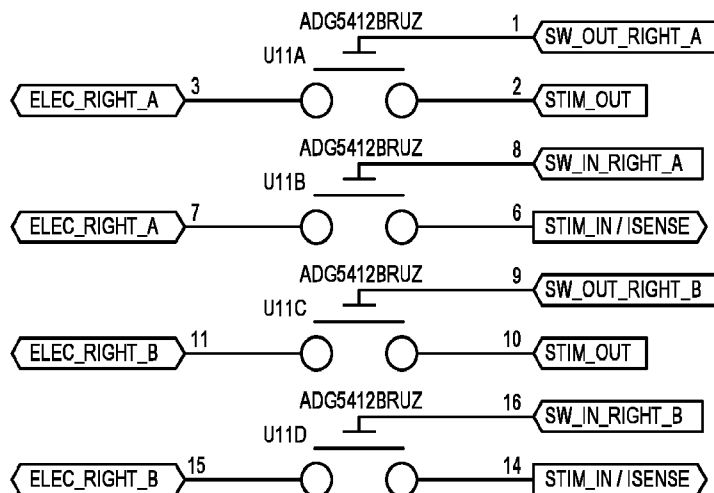 ADG5412BRUZ 1 SW_OUT_RIGHT_A
U11A
ELEC_RIGHT_A 3 2 STIM_OUT
ADG5412BRUZ 8 SW_IN_RIGHT_A
U11B
ELEC_RIGHT_A 7 6 STIM_IN / ISENSE
ADG5412BRUZ 9 SW_OUT_RIGHT_B
U11C
ELEC_RIGHT_B 11 10 STIM_OUT
ADG5412BRUZ 16 SW_IN_RIGHT_B
U11D
ELEC_RIGHT_B 15 14 STIM_IN / ISENSE